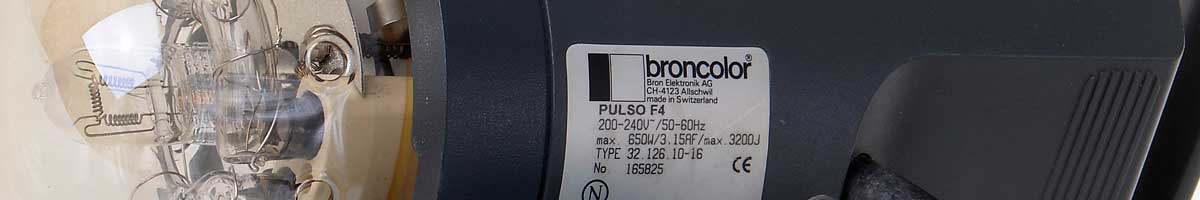 broncolor®
Bron Elektronik AG
CH-4123 Allschwil
made in Switzerland
PULSO F4
200-240V~/50-60Hz
max. 650W/3.15AF/max.3200J
TYPE 32.126.10-16
No. 165825 CE
N